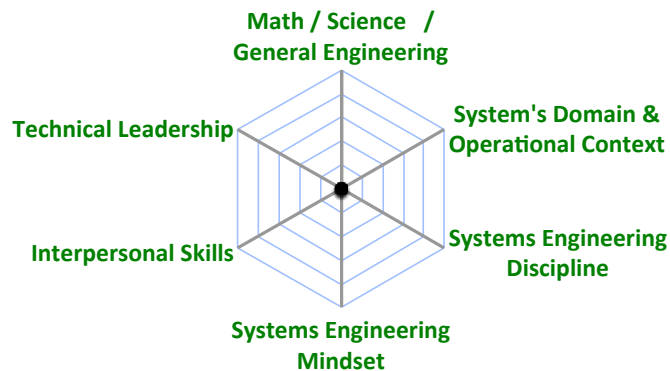 Math / Science /
General Engineering
System's Domain &
Operational Context
Systems Engineering
Discipline
Systems Engineering
Mindset
Interpersonal Skills
Technical Leadership